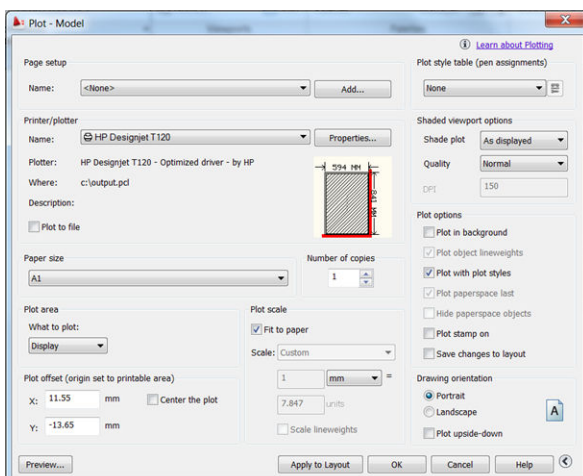 Plot - Model
Learn about Plotting
Page setup
Name:
<None>
Add...
Plot style table (pen assignments)
None
Printer/plotter
Name:
HP Designjet T120
Properties...
Plotter:
HP Designjet T120 - Optimized driver - by HP
Where:
c:\output.pcl
Description:
Plot to file
594 MM
841 MM
Shaded viewport options
Shade plot
As displayed
Quality
Normal
DPI
150
Paper size
A1
Number of copies
1
Plot options
Plot in background
Plot object lineweights
Plot with plot styles
Plot paperspace last
Hide paperspace objects
Plot stamp on
Save changes to layout
Plot area
What to plot:
Display
Plot scale
Fit to paper
Scale:
Custom
1
mm
=
7.847
units
Scale lineweights
Plot offset (origin set to printable area)
X:
11.55
mm
Center the plot
Y:
-13.65
mm
Drawing orientation
Portrait
Landscape
Plot upside-down
A
Preview...
Apply to Layout
OK
Cancel
Help